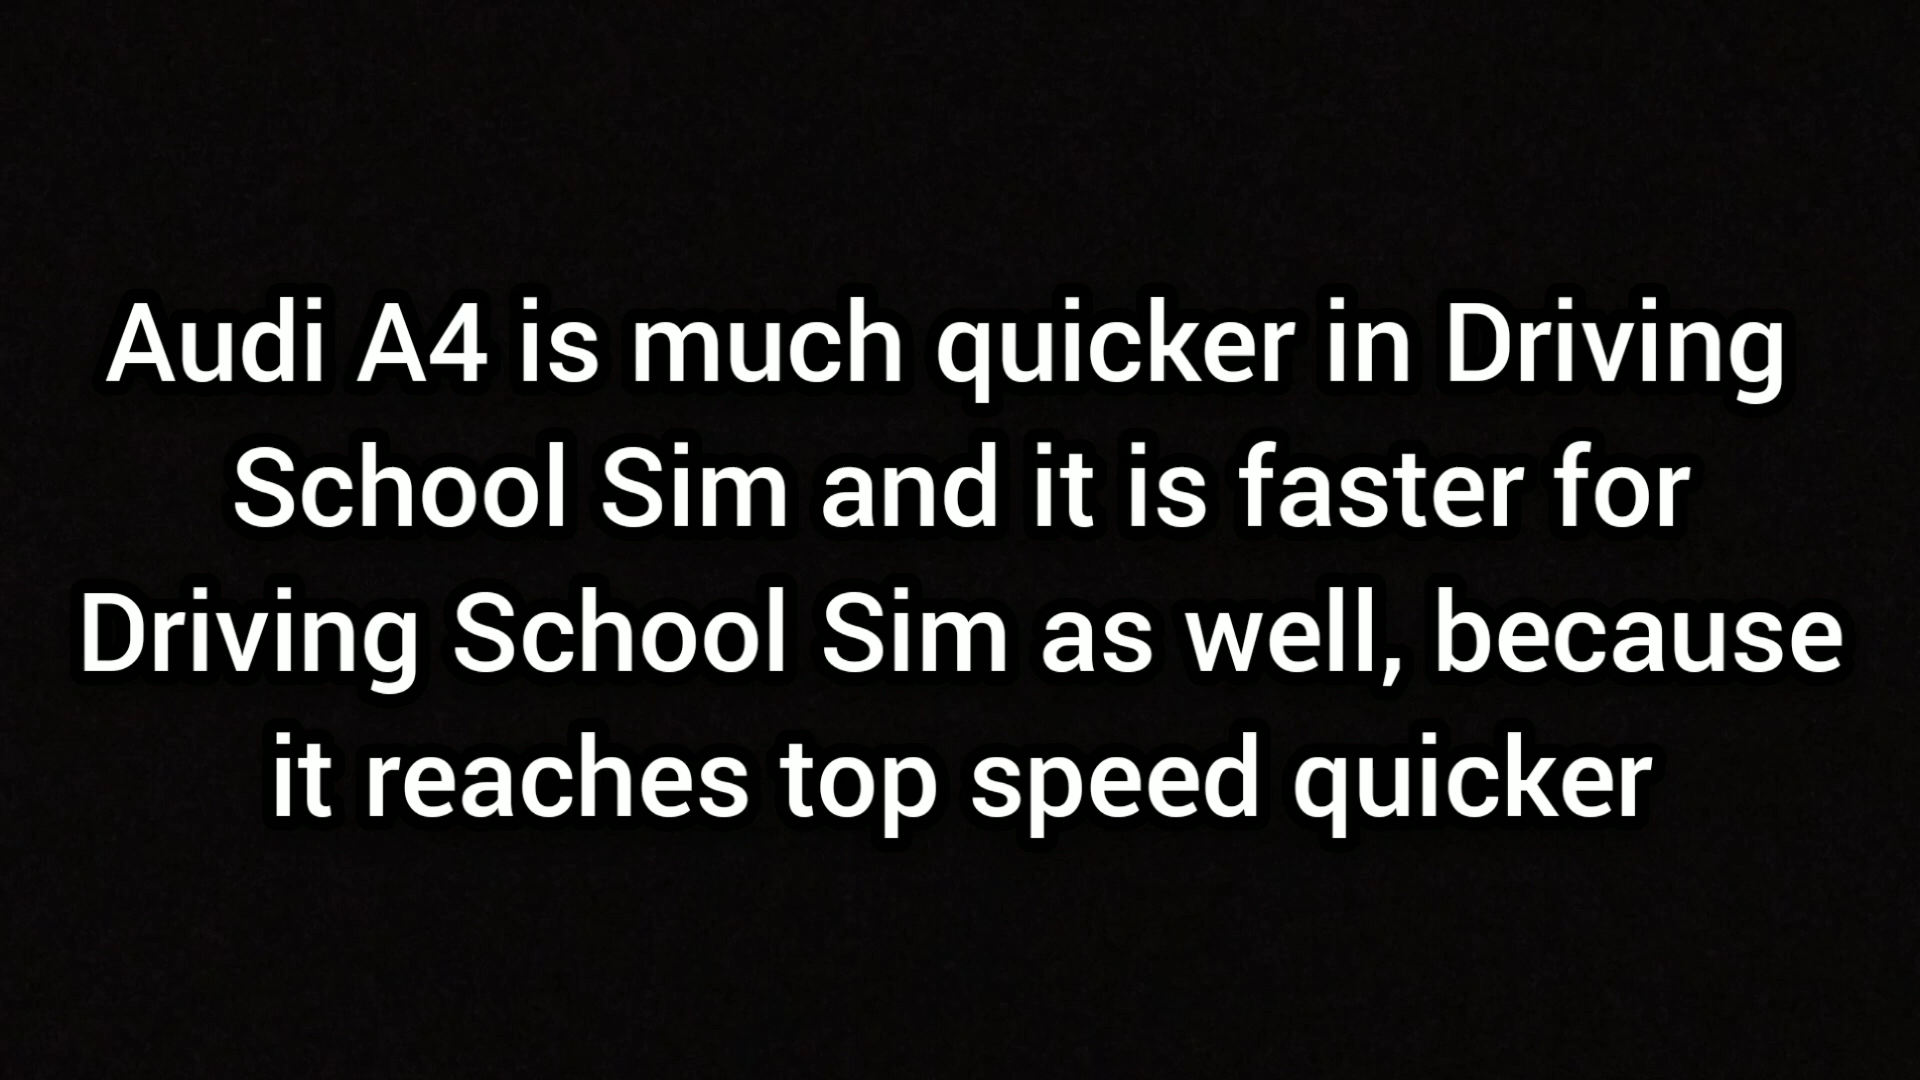 Audi A4 is much quicker in Driving
School Sim and it is faster for
Driving School Sim as well, because
it reaches top speed quicker